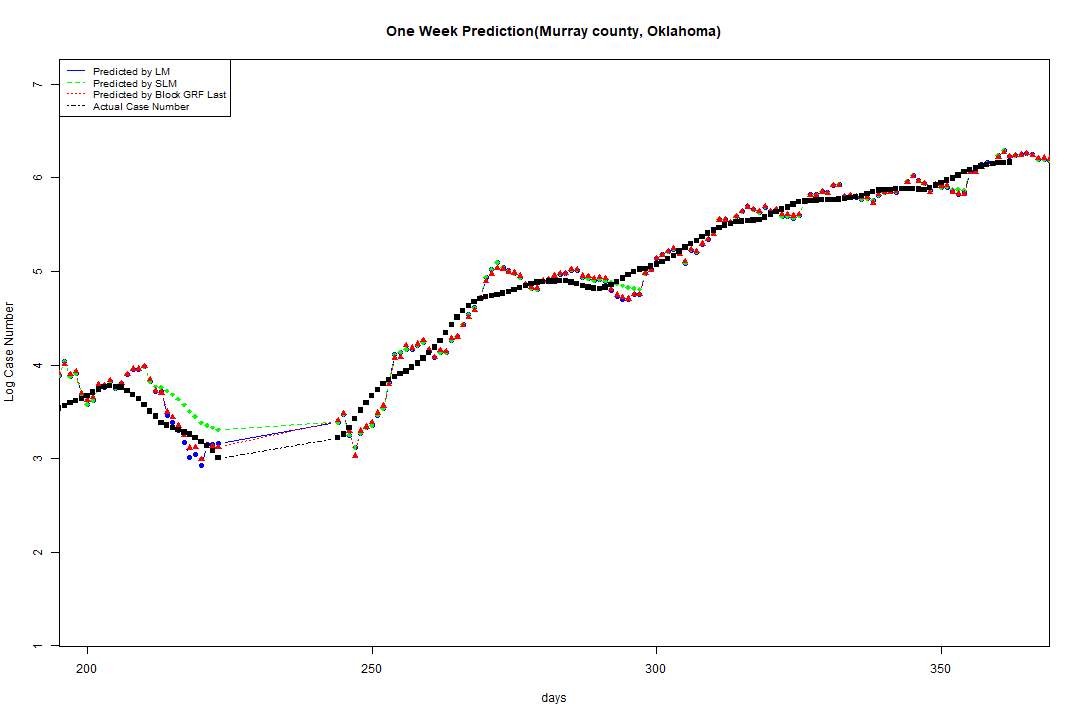 One Week Prediction(Murray county, Oklahoma)
Predicted by LM
Predicted by SLM
Predicted by Block GRF Last
Actual Case Number
Log Case Number
7
6
5
4
3
2
1
200 250 300 350
days